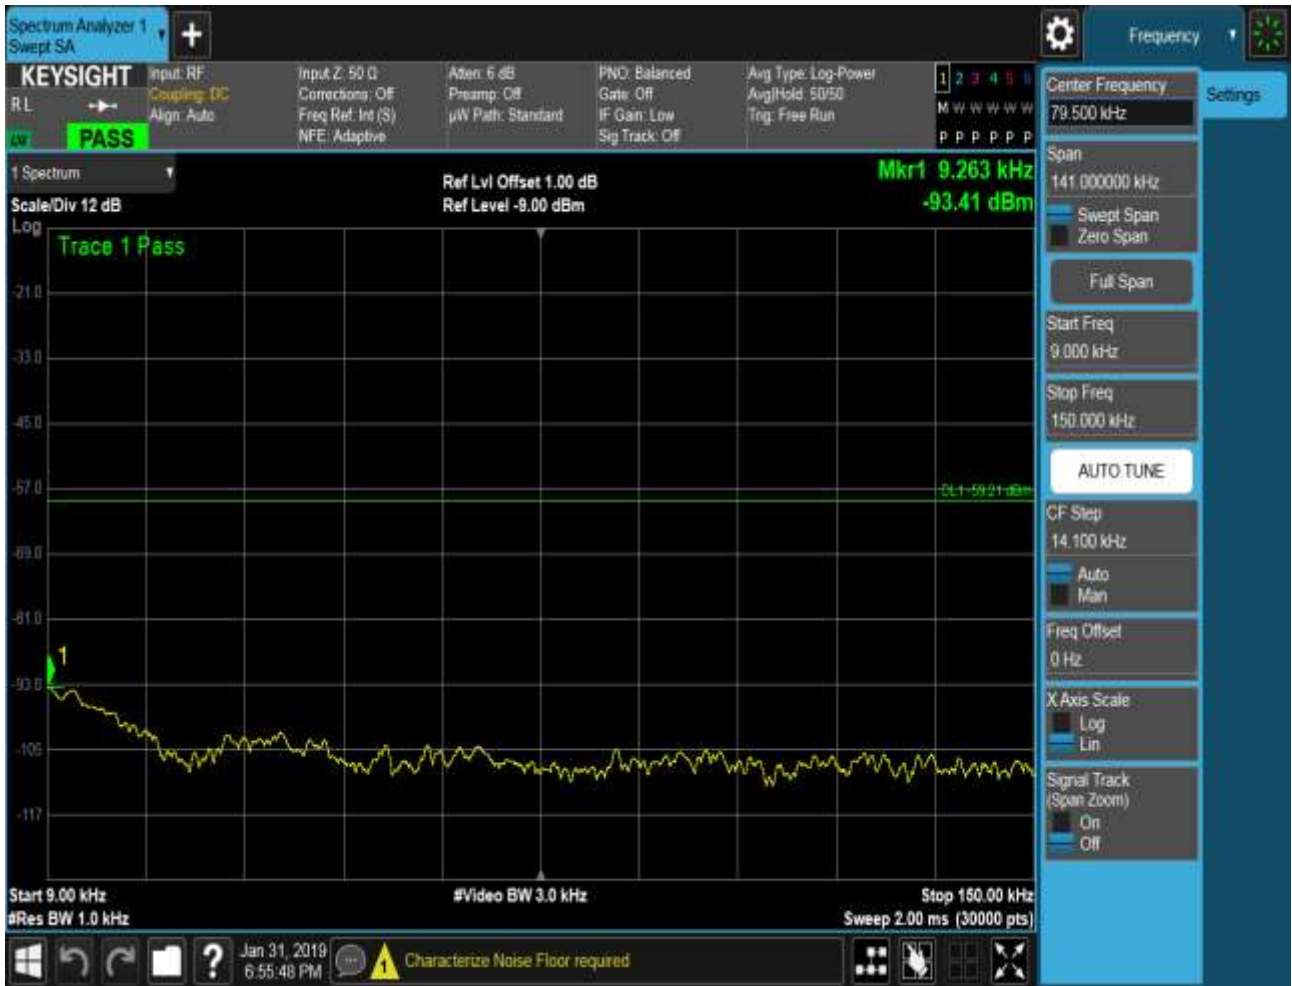 Spectrum Analyzer 1
Swept SA
Frequency
KEYSIGHT
RL
PASS
Input: RF
Coupling: DC
Align: Auto
Input Z: 50 Ω
Corrections: Off
Freq Ref: Int (S)
NFE: Adaptive
Atten: 6 dB
Preamp: Off
µW Path: Standard
PNO: Balanced
Gate: Off
IF Gain: Low
Sig Track: Off
Avg Type: Log-Power
Avg|Hold: 50/50
Trig: Free Run
1 2 3 4 5 6
M W W W W W
P P P P P P
1 Spectrum
Scale/Div 12 dB
Ref Lvl Offset 1.00 dB
Ref Level -9.00 dBm
Mkr1 9.263 kHz
-93.41 dBm
Log
Trace 1 Pass
-21.0
-33.0
-45.0
-57.0
DL1 -59.21 dBm
-69.0
-81.0
1
-93.0
-105
-117
Start 9.00 kHz
#Video BW 3.0 kHz
Stop 150.00 kHz
#Res BW 1.0 kHz
Sweep 2.00 ms (30000 pts)
Center Frequency
79.500 kHz
Settings
Span
141.000000 kHz
Swept Span
Zero Span
Full Span
Start Freq
9.000 kHz
Stop Freq
150.000 kHz
AUTO TUNE
CF Step
14.100 kHz
Auto
Man
Freq Offset
0 Hz
X Axis Scale
Log
Lin
Signal Track
(Span Zoom)
On
Off
?
Jan 31, 2019
6:55:48 PM
1
Characterize Noise Floor required